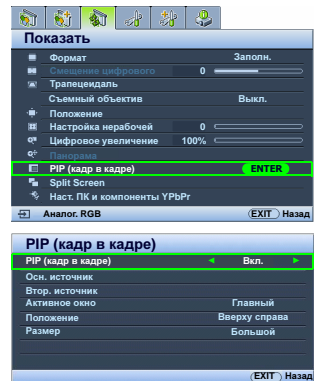 Показать
Формат Заполн.
Смещение цифрового 0
Трапецеидаль
Съемный объектив Выкл.
Положение
Настройка нерабочей 0
Цифровое увеличение 100%
Панорама
PIP (кадр в кадре) ENTER
Split Screen
Наст. ПК и компоненты YPbPr
Аналог. RGB EXIT Назад
PIP (кадр в кадре)
PIP (кадр в кадре) Вкл.
Осн. источник
Втор. источник
Активное окно Главный
Положение Вверху справа
Размер Большой
EXIT Назад